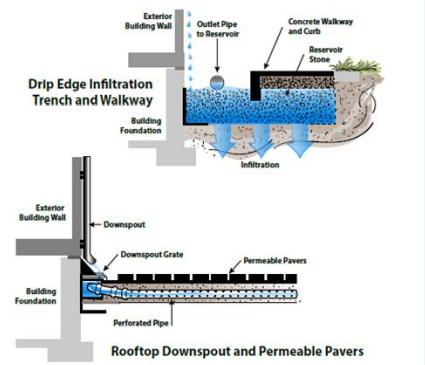 Exterior
Building Wall
Outlet Pipe
to Reservoir
Concrete Walkway
and Curb
Reservoir
Stone
Drip Edge Infiltration
Trench and Walkway
Building
Foundation
Infiltration
Exterior
Building Wall
Downspout
Downspout Grate
Permeable Pavers
Building
Foundation
Perforated Pipe
Rooftop Downspout and Permeable Pavers